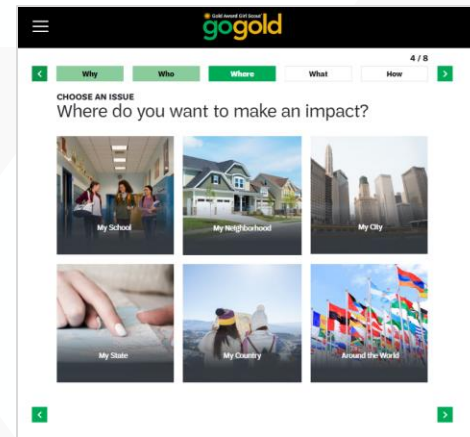 Gold Award Girl Scout
gogold
4 / 8
Why Who Where What How
CHOOSE AN ISSUE
Where do you want to make an impact?
My School My Neighborhood My City
My State My Country Around the World